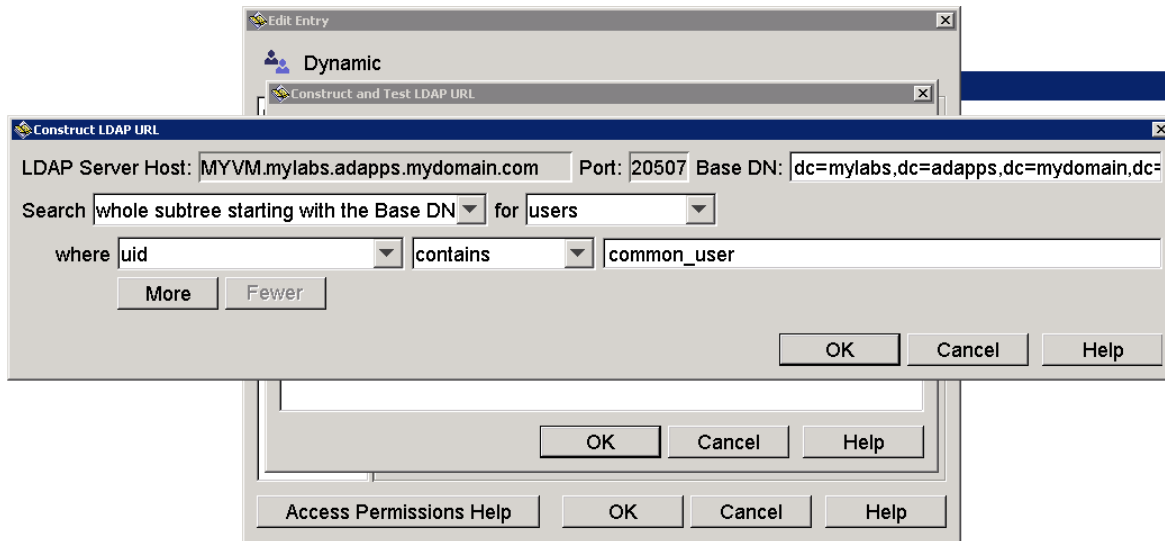 Edit Entry
Dynamic
Construct and Test LDAP URL
Construct LDAP URL
LDAP Server Host: MYVM.mylabs.adapps.mydomain.com Port: 20507 Base DN: dc=mylabs,dc=adapps,dc=mydomain,dc=
Search whole subtree starting with the Base DN for users
where uid contains common_user
More Fewer
OK Cancel Help
OK Cancel Help
Access Permissions Help OK Cancel Help